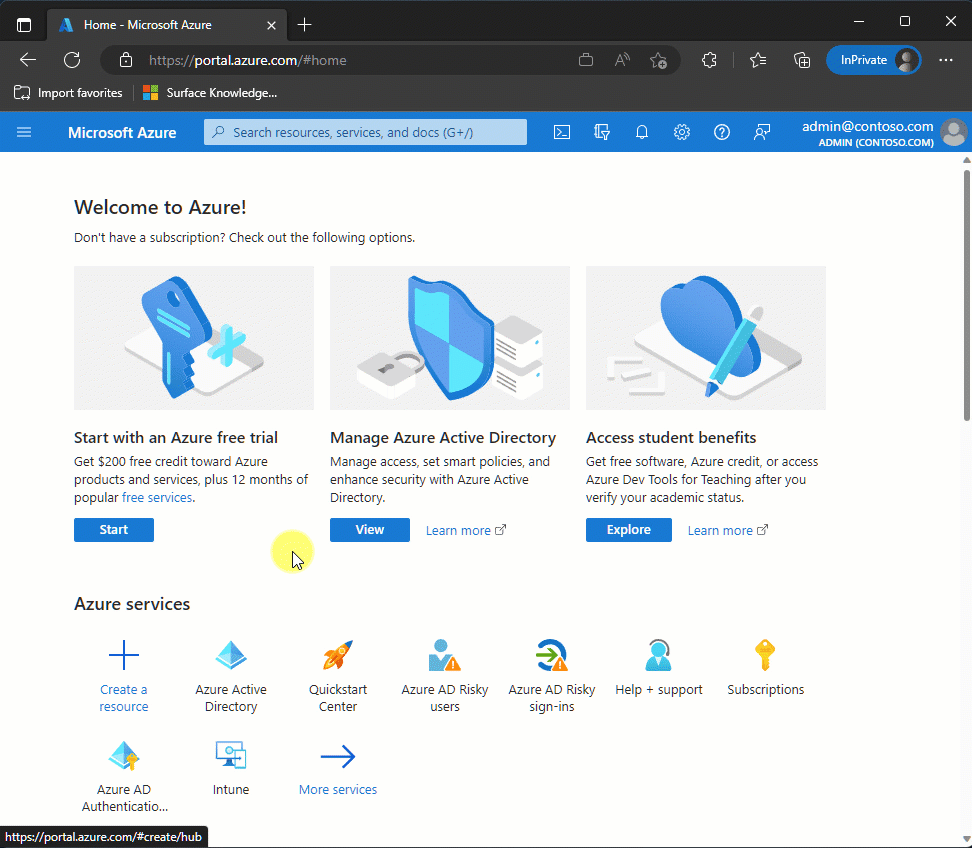 Home - Microsoft Azure
https://portal.azure.com/#home
InPrivate
Import favorites
Surface Knowledge...
Microsoft Azure
Search resources, services, and docs (G+/)
admin@contoso.com
ADMIN (CONTOSO.COM)
Welcome to Azure!
Don't have a subscription? Check out the following options.
Start with an Azure free trial
Get $200 free credit toward Azure
products and services, plus 12 months of
popular free services.
Start
Manage Azure Active Directory
Manage access, set smart policies, and
enhance security with Azure Active
Directory.
View
Learn more
Access student benefits
Get free software, Azure credit, or access
Azure Dev Tools for Teaching after you
verify your academic status.
Explore
Learn more
Azure services
Create a
resource
Azure Active
Directory
Quickstart
Center
Azure AD Risky
users
Azure AD Risky
sign-ins
Help + support
Subscriptions
Azure AD
Authenticatio...
Intune
More services
https://portal.azure.com/#create/hub